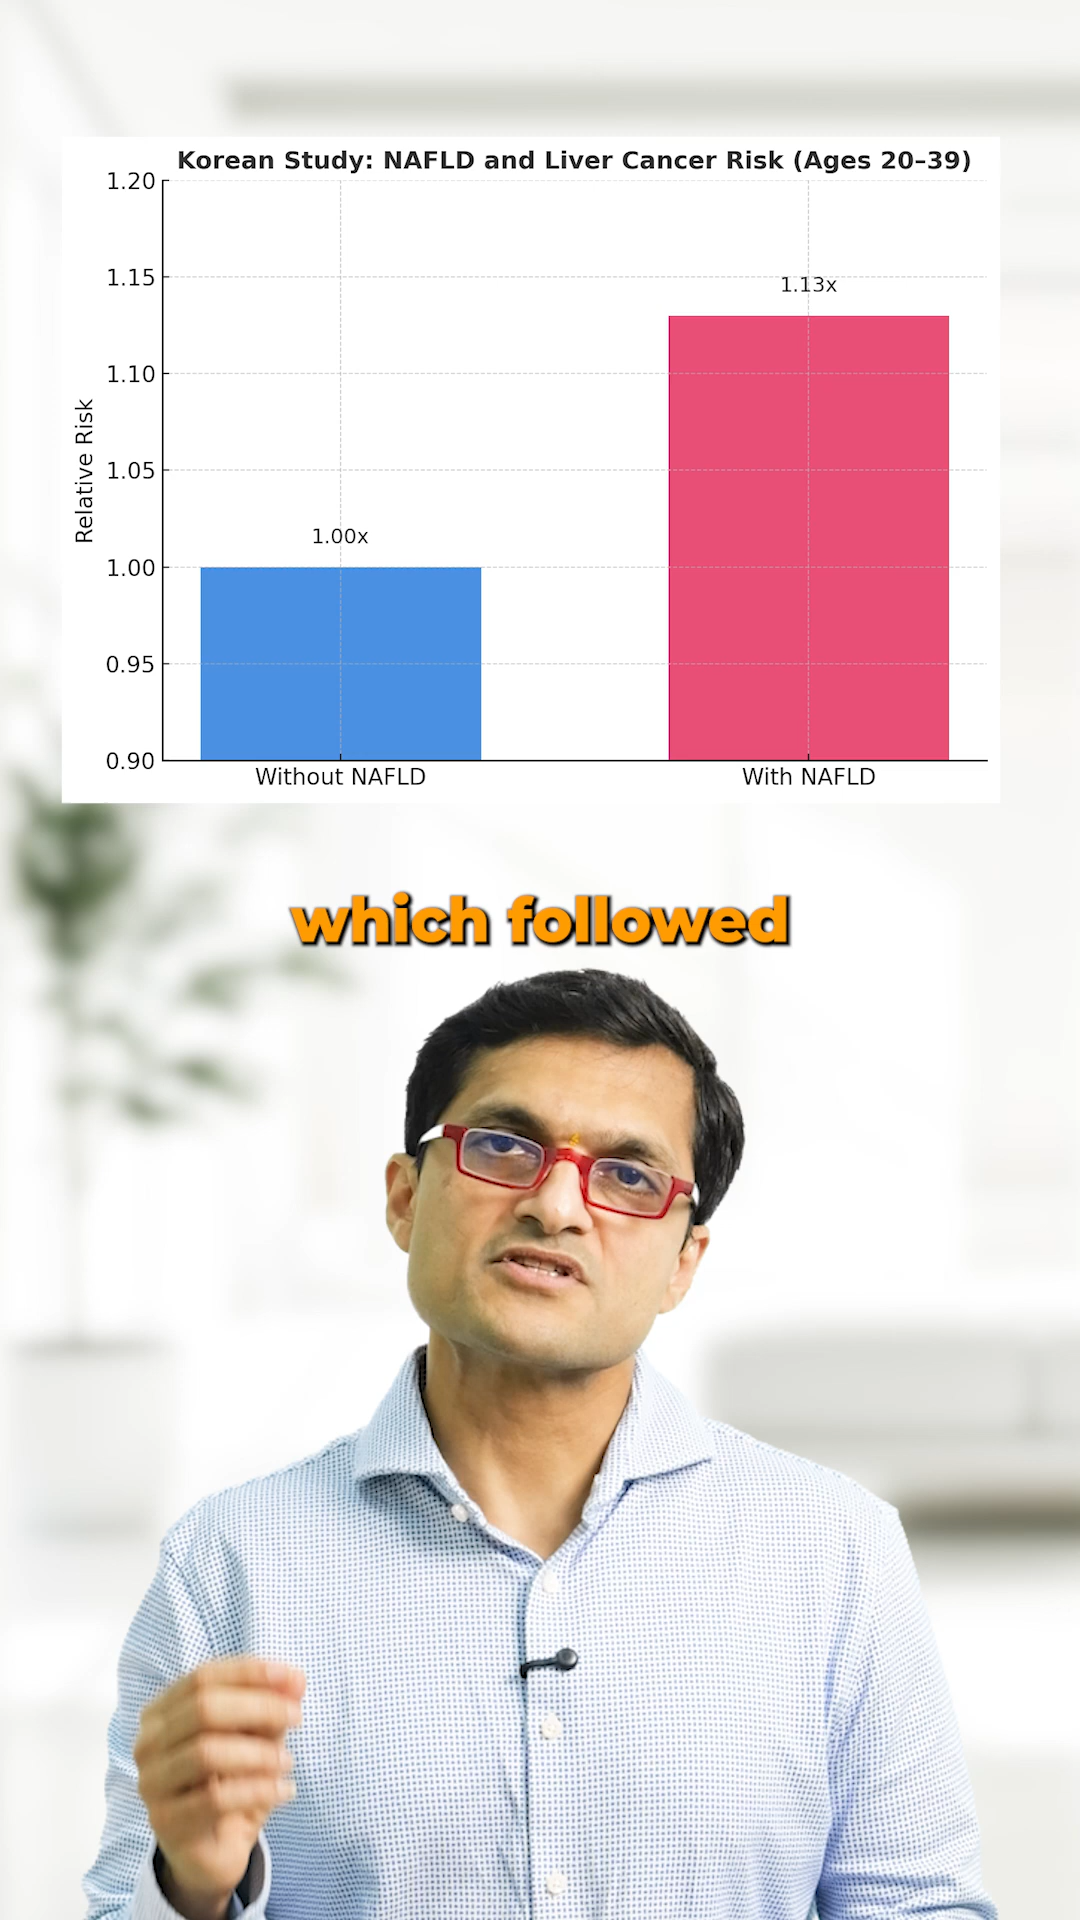 Korean Study: NAFLD and Liver Cancer Risk (Ages 20–39)
Relative Risk
1.20
1.15
1.10
1.05
1.00
0.95
0.90
1.00x
1.13x
Without NAFLD
With NAFLD
which followed